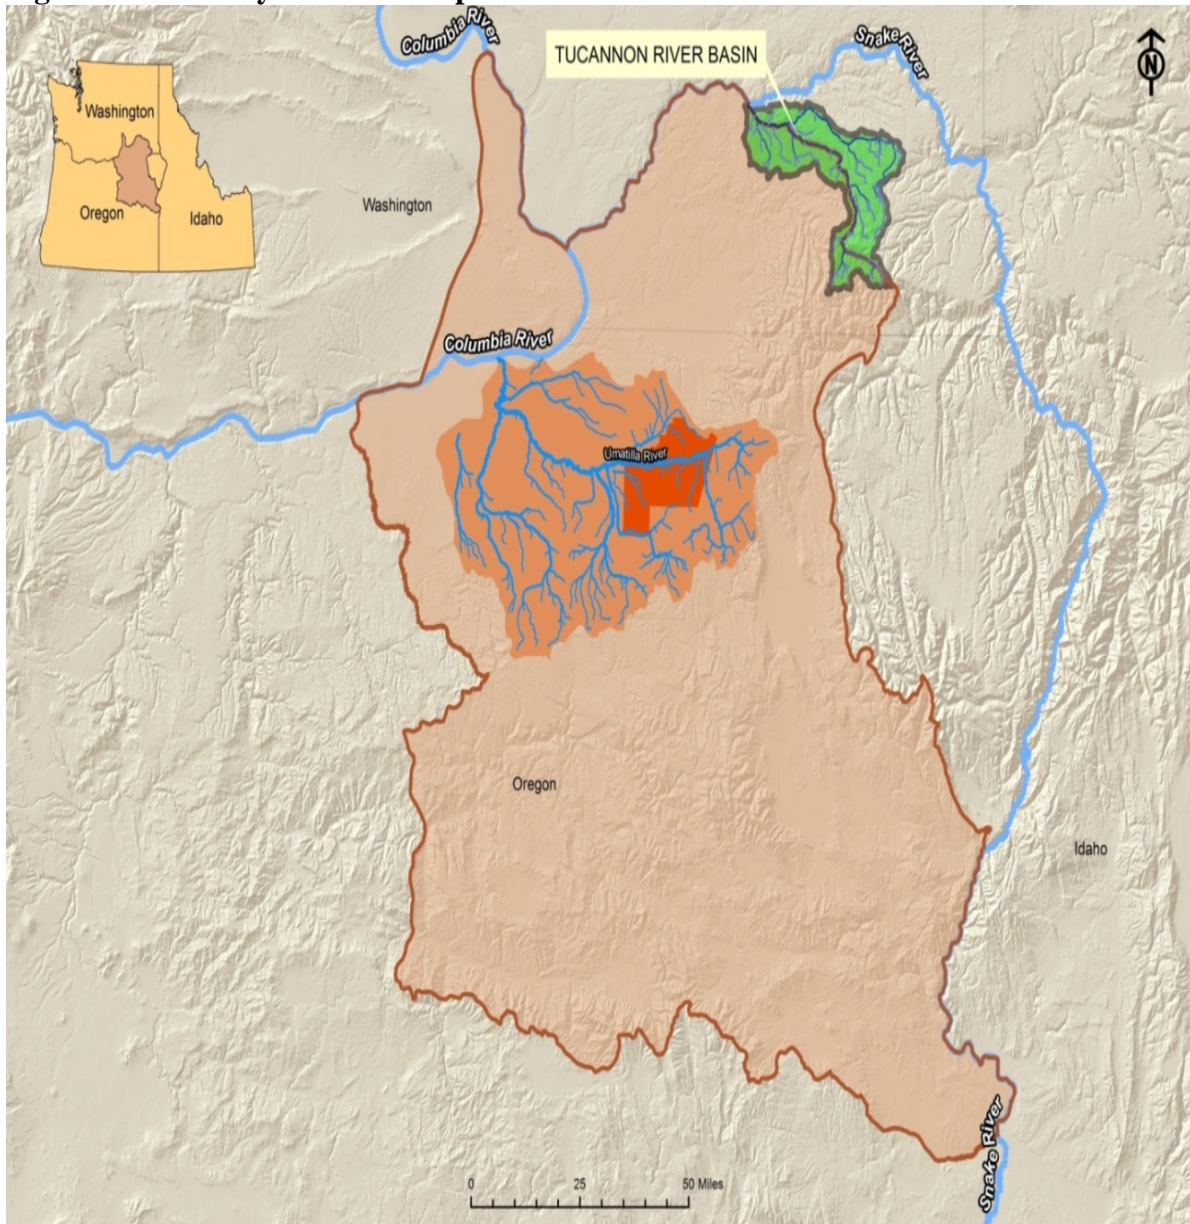 Columbia River
Snake River
TUCANNON RIVER BASIN
N
Washington
Oregon
Idaho
Washington
Columbia River
Umatilla River
Oregon
Idaho
Snake River
0 25 50 Miles